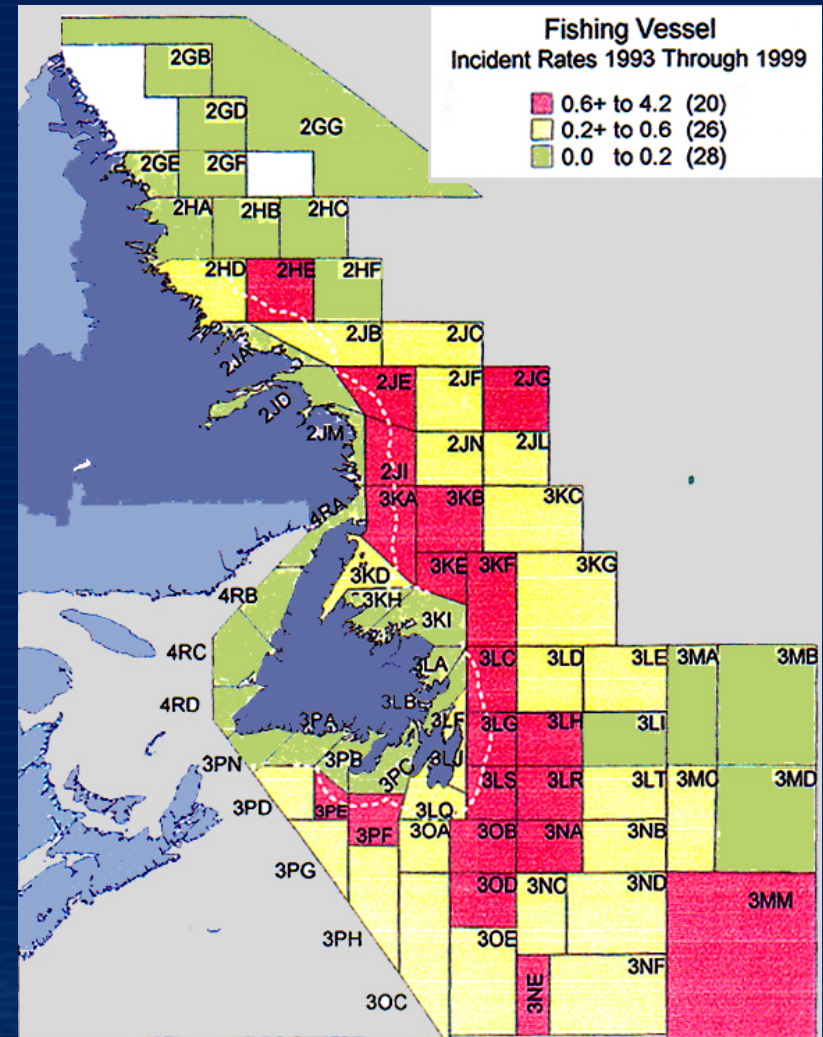 Fishing Vessel
Incident Rates 1993 Through 1999
0.6+ to 4.2 (20)
0.2+ to 0.6 (26)
0.0 to 0.2 (28)
2GB
2GD
2GG
2GE
2GF
2HA
2HB
2HC
2HD
2HE
2HF
2JB
2JC
2JA
2JE
2JF
2JG
2JD
2JM
2JN
2JL
2JI
3KA
3KB
3KC
4RA
3KD
3KE
3KF
3KG
4RB
3KH
3KI
4RC
3LA
3LC
3LD
3LE
3MA
3MB
4RD
3LB
3LF
3LG
3LH
3LI
3PA
3PN
3PB
3PC
3LJ
3LS
3LR
3LT
3MC
3MD
3PD
3PE
3PF
3LQ
3OA
3OB
3NA
3NB
3PG
3OD
3NC
3ND
3MM
3PH
3OE
3NF
3NE
3OC